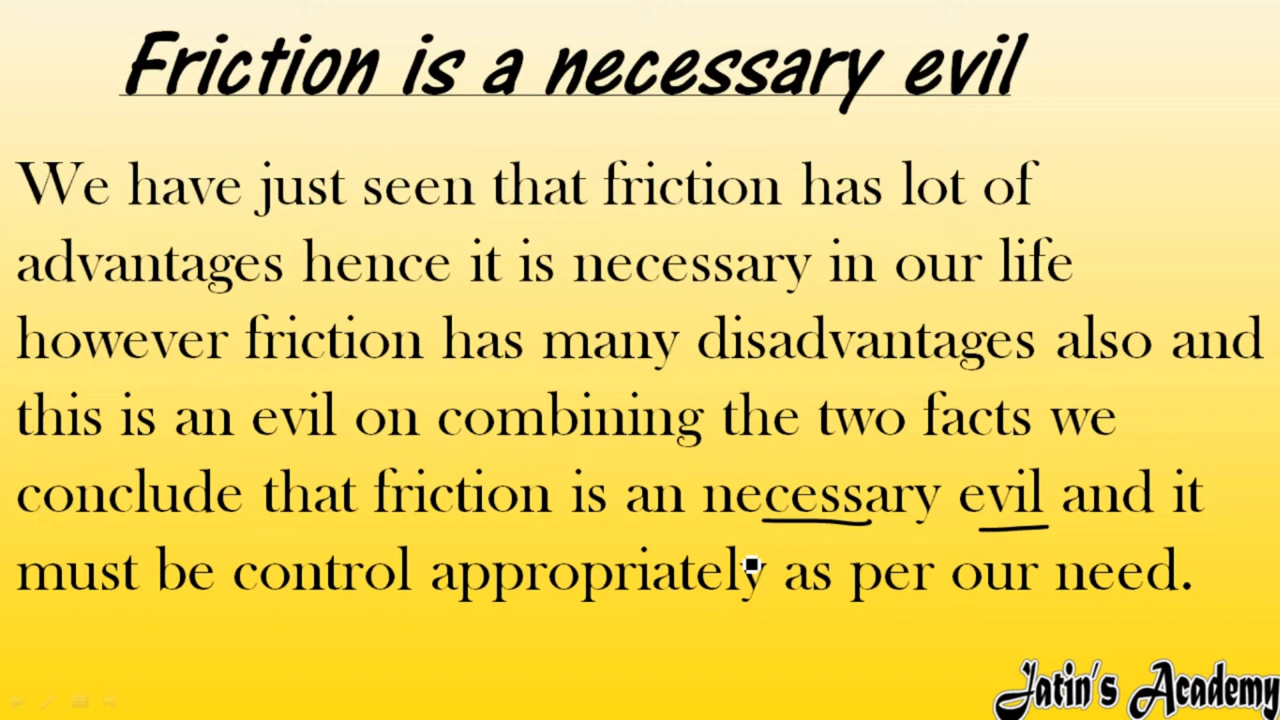 Friction is a necessary evil
We have just seen that friction has lot of
advantages hence it is necessary in our life
however friction has many disadvantages also and
this is an evil on combining the two facts we
conclude that friction is an necessary evil and it
must be control appropriately as per our need.
Jatin's Academy